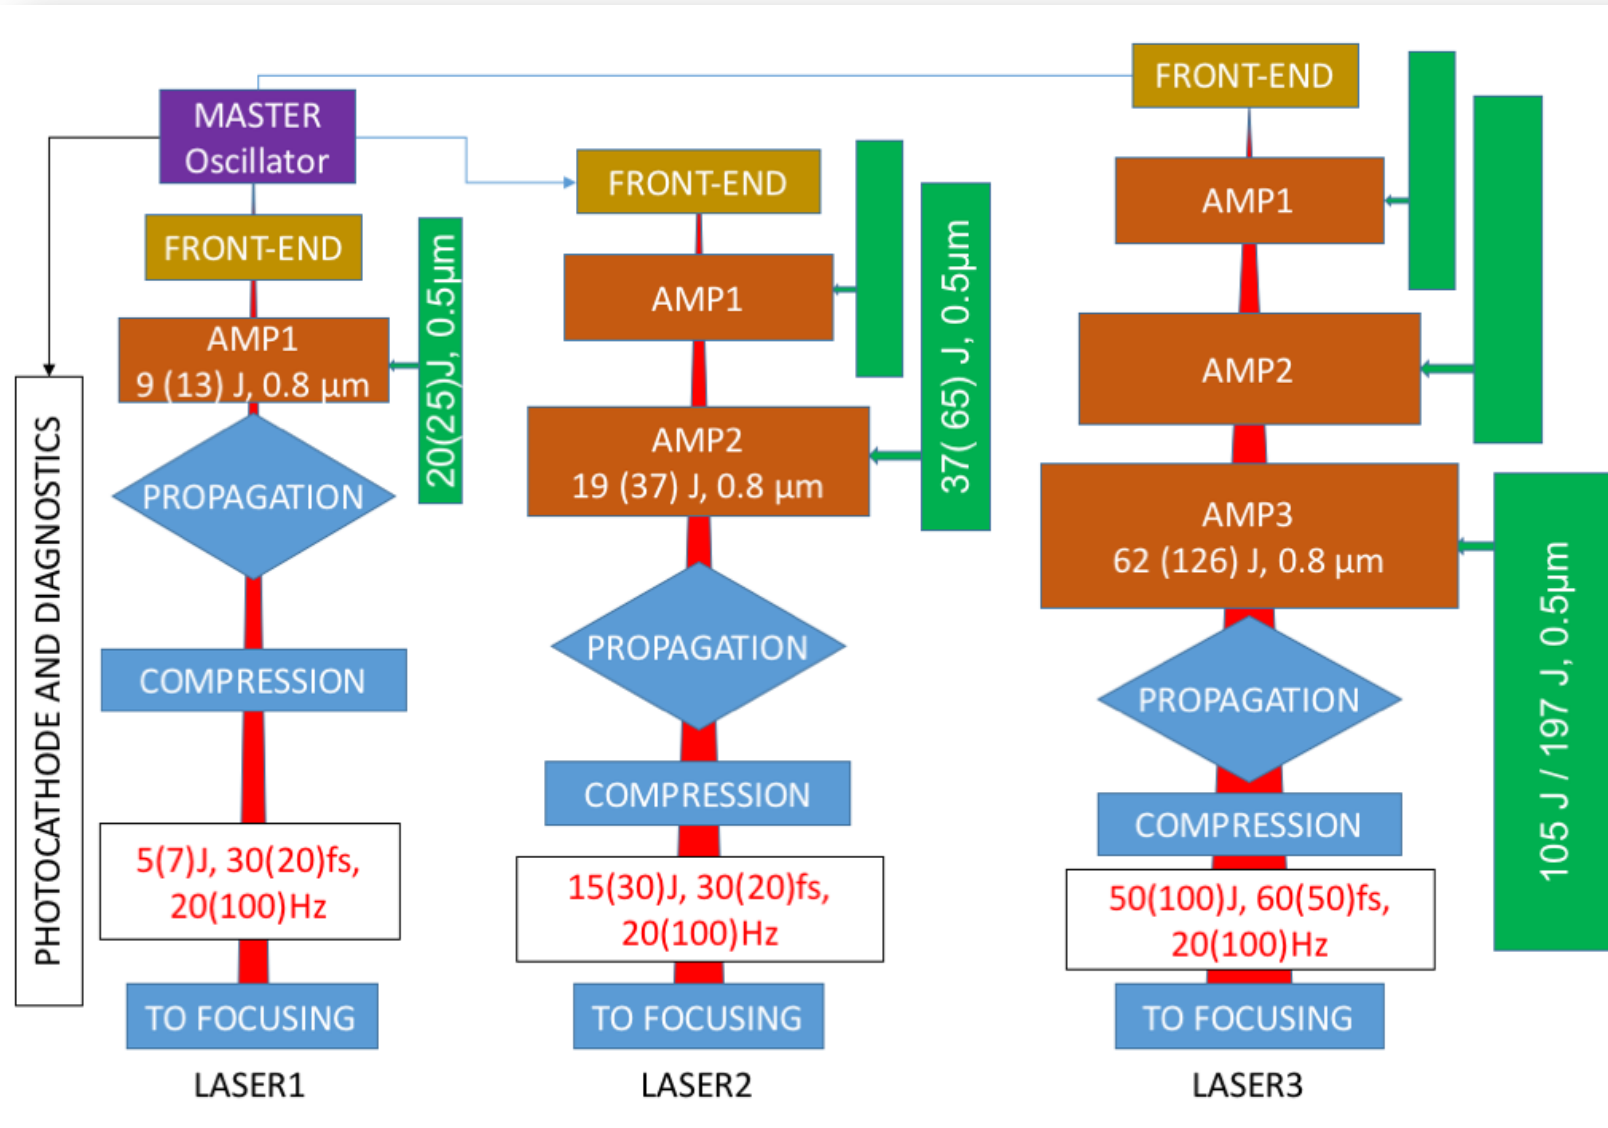 MASTER
Oscillator
FRONT-END
AMP1
9 (13) J, 0.8 µm
20(25)J, 0.5µm
PROPAGATION
COMPRESSION
5(7)J, 30(20)fs,
20(100)Hz
TO FOCUSING
LASER1
PHOTOCATHODE AND DIAGNOSTICS
FRONT-END
AMP1
AMP2
19 (37) J, 0.8 µm
37( 65) J, 0.5µm
PROPAGATION
COMPRESSION
15(30)J, 30(20)fs,
20(100)Hz
TO FOCUSING
LASER2
FRONT-END
AMP1
AMP2
AMP3
62 (126) J, 0.8 µm
105 J / 197 J, 0.5µm
PROPAGATION
COMPRESSION
50(100)J, 60(50)fs,
20(100)Hz
TO FOCUSING
LASER3